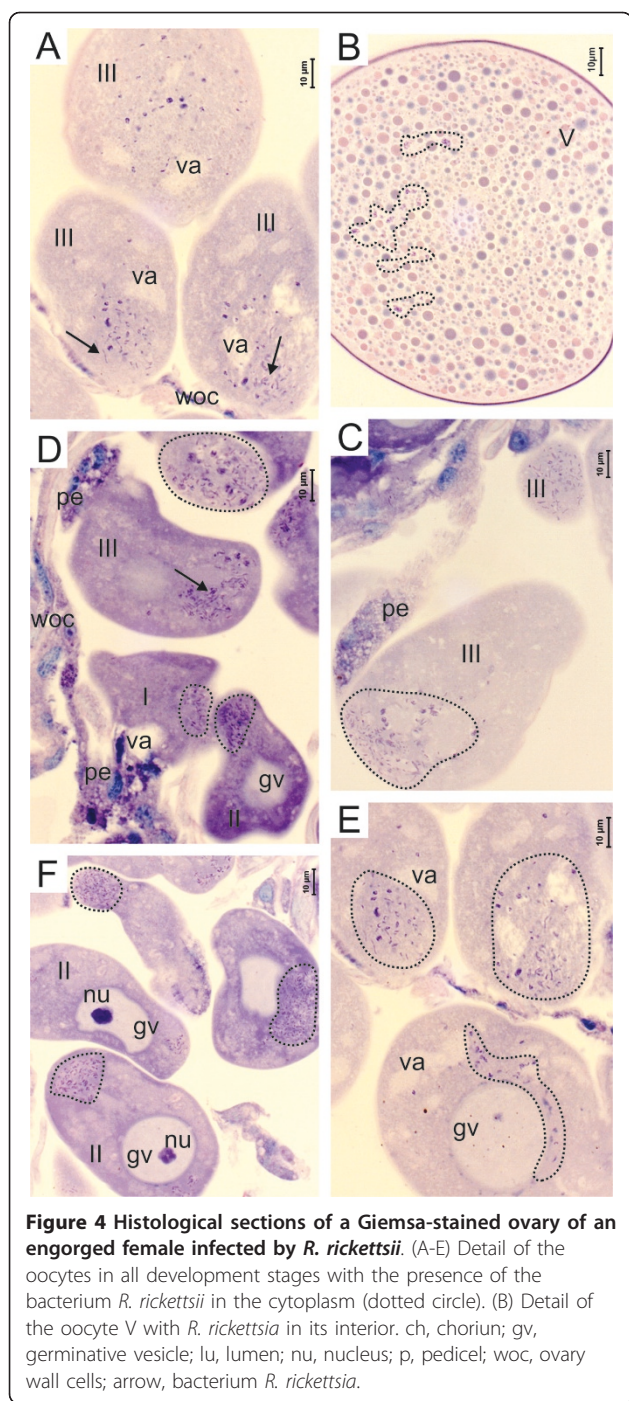 A
III
va
III
va
III
va
woc
10 µm
B
V
10µm
D
pe
III
woc
I
va
pe
gv
II
10 µm
C
III
pe
III
10 µm
F
II
nu
gv
II
gv
nu
10 µm
E
va
va
gv
10 µm
Figure 4 Histological sections of a Giemsa-stained ovary of an
engorged female infected by R. rickettsii. (A-E) Detail of the
oocytes in all development stages with the presence of the
bacterium R. rickettsii in the cytoplasm (dotted circle). (B) Detail of
the oocyte V with R. rickettsia in its interior. ch, choriun; gv,
germinative vesicle; lu, lumen; nu, nucleus; p, pedicel; woc, ovary
wall cells; arrow, bacterium R. rickettsia.